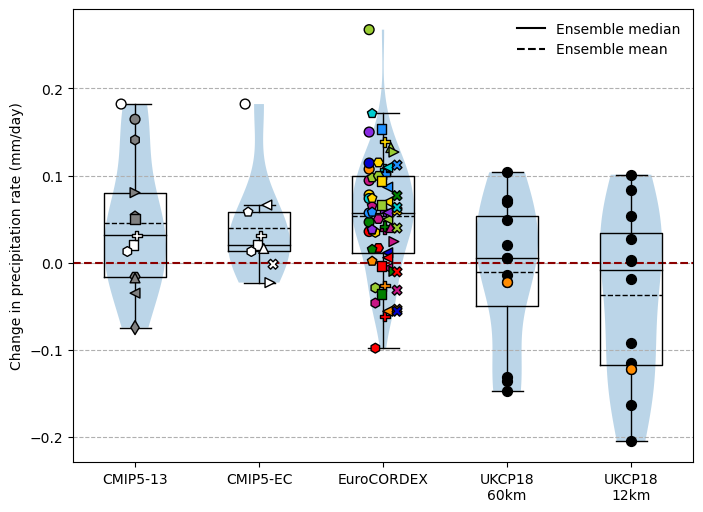 Ensemble median
Ensemble mean
Change in precipitation rate (mm/day)
0.2
0.1
0.0
−0.1
−0.2
CMIP5-13
CMIP5-EC
EuroCORDEX
UKCP18
60km
UKCP18
12km